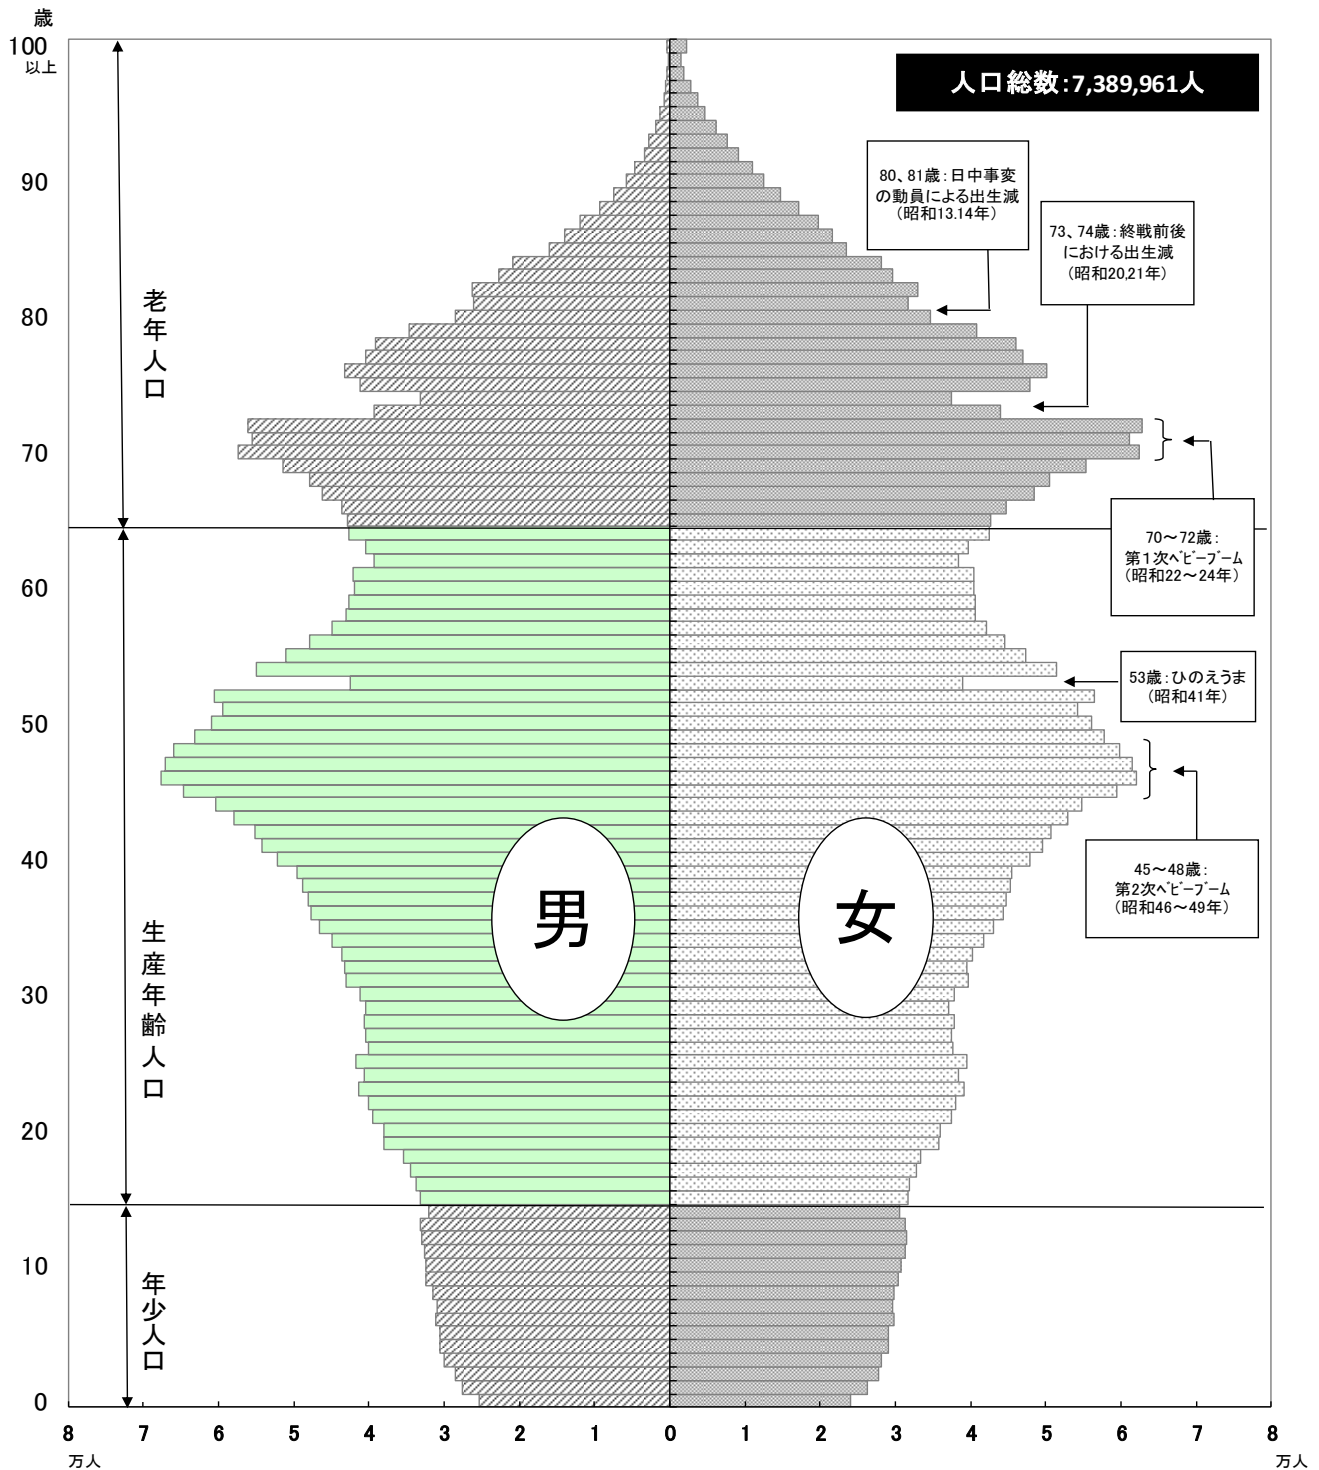 歳
100
以上
人口総数:7,389,961人
80、81歳:日中事変
の動員による出生減
(昭和13.14年)
73、74歳:終戦前後
における出生減
(昭和20,21年)
90
80
老年人口
70
70～72歳:
第1次ﾍﾞﾋﾞｰﾌﾞｰﾑ
(昭和22～24年)
60
53歳:ひのえうま
(昭和41年)
50
45～48歳:
第2次ﾍﾞﾋﾞｰﾌﾞｰﾑ
(昭和46～49年)
40
男
女
生産年齢人口
30
20
10
年少人口
0
8 7 6 5 4 3 2 1 0 1 2 3 4 5 6 7 8
万人 万人